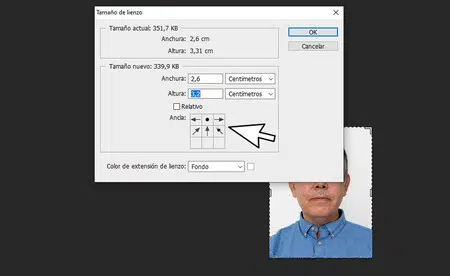 Tamaño de lienzo
Tamaño actual: 351,7 KB
Anchura: 2,6 cm
Altura: 3,31 cm
OK
Cancelar
Tamaño nuevo: 339,9 KB
Anchura: 2,6 Centímetros
Altura: 3,2 Centímetros
Relativo
Ancla:
Color de extensión de lienzo: Fondo